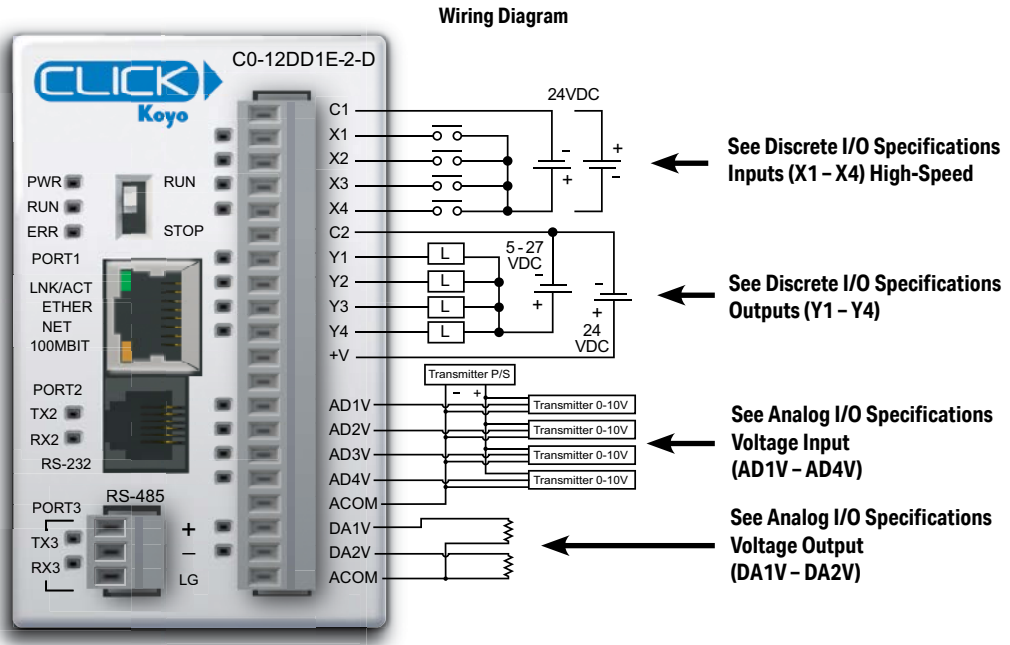 Wiring Diagram
CLICK
Koyo
C0-12DD1E-2-D
PWR
RUN
ERR
RUN
STOP
PORT1
LNK/ACT
ETHER
NET
100MBIT
PORT2
TX2
RX2
RS-232
PORT3
RS-485
TX3
RX3
+
–
LG
C1
X1
X2
X3
X4
C2
Y1
Y2
Y3
Y4
+V
AD1V
AD2V
AD3V
AD4V
ACOM
DA1V
DA2V
ACOM
24VDC
-
+
+
-
L
L
L
L
5-27
VDC
-
+
-
+
24
VDC
Transmitter P/S
- +
Transmitter 0-10V
Transmitter 0-10V
Transmitter 0-10V
Transmitter 0-10V
See Discrete I/O Specifications
Inputs (X1 – X4) High-Speed
See Discrete I/O Specifications
Outputs (Y1 – Y4)
See Analog I/O Specifications
Voltage Input
(AD1V – AD4V)
See Analog I/O Specifications
Voltage Output
(DA1V – DA2V)